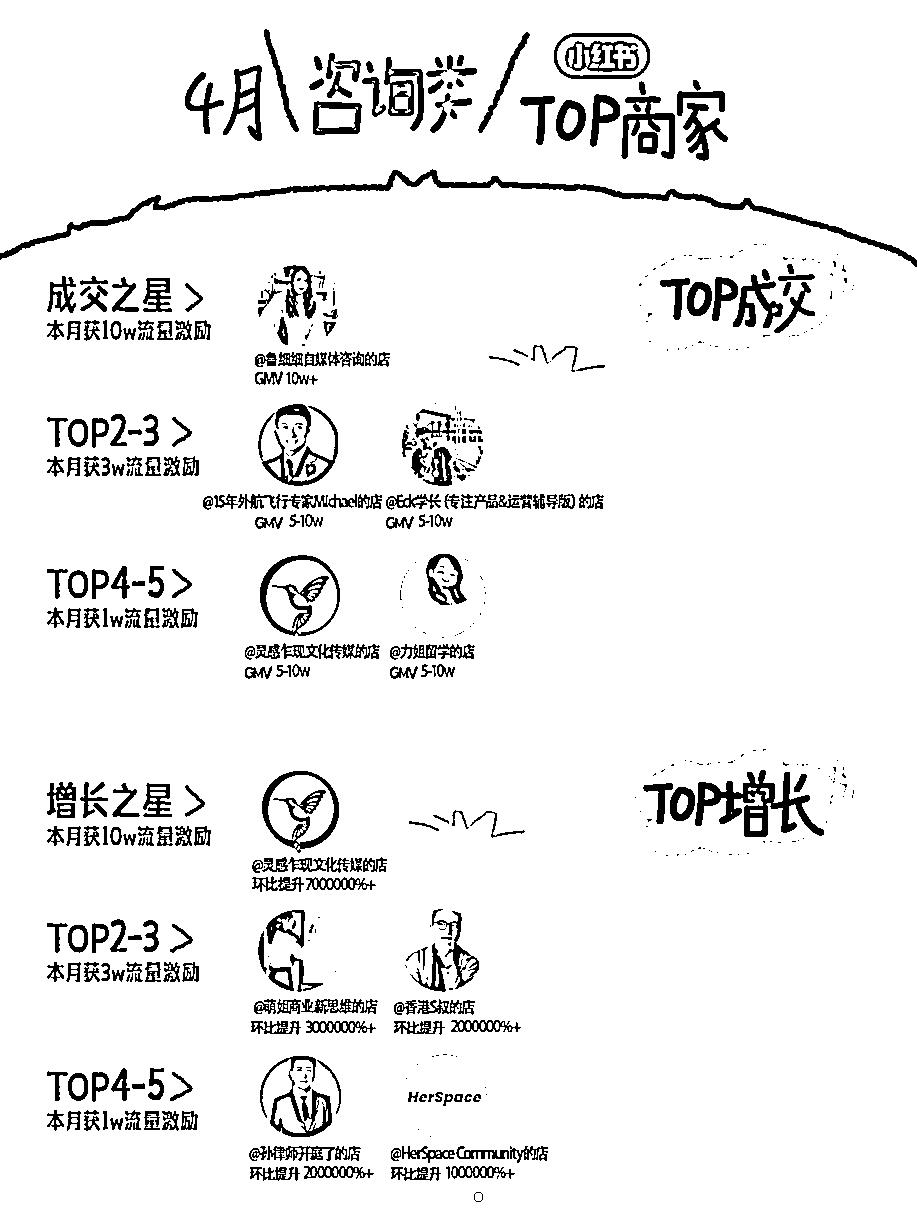 4月\咨询类/
小红书
TOP商家
TOP成交
成交之星 >
本月获10w流量激励
@鲁细细自媒体咨询的店
GMV 10w+
TOP2-3 >
本月获3w流量激励
@15年外航飞行专家Michael的店
GMV 5-10w
@Eck学长(专注产品&运营辅导版)的店
GMV 5-10w
TOP4-5 >
本月获1w流量激励
@灵感乍现文化传媒的店
GMV 5-10w
@力姐留学的店
GMV 5-10w
TOP增长
增长之星 >
本月获10w流量激励
@灵感乍现文化传媒的店
环比提升7000000%+
TOP2-3 >
本月获3w流量激励
@萌姐商业新思维的店
环比提升 3000000%+
@香港S叔的店
环比提升 2000000%+
TOP4-5 >
本月获1w流量激励
@孙律师开庭了的店
环比提升 2000000%+
HerSpace
@HerSpace Community的店
环比提升 1000000%+